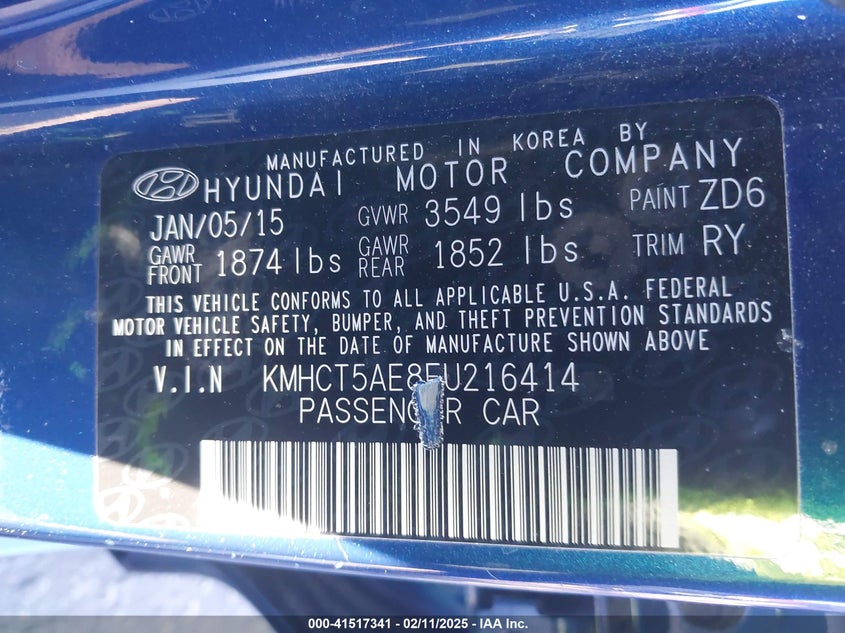 MANUFACTURED IN KOREA BY
HYUNDAI MOTOR COMPANY
JAN/05/15 GVWR 3549 lbs PAINT ZD6
GAWR FRONT 1874 lbs GAWR REAR 1852 lbs TRIM RY
THIS VEHICLE CONFORMS TO ALL APPLICABLE U.S.A. FEDERAL
MOTOR VEHICLE SAFETY, BUMPER, AND THEFT PREVENTION STANDARDS
IN EFFECT ON THE DATE OF MANUFACTURE SHOWN ABOVE
V.I.N KMHCT5AE8FU216414
PASSENGER CAR
000-41517341 - 02/11/2025 - IAA Inc.